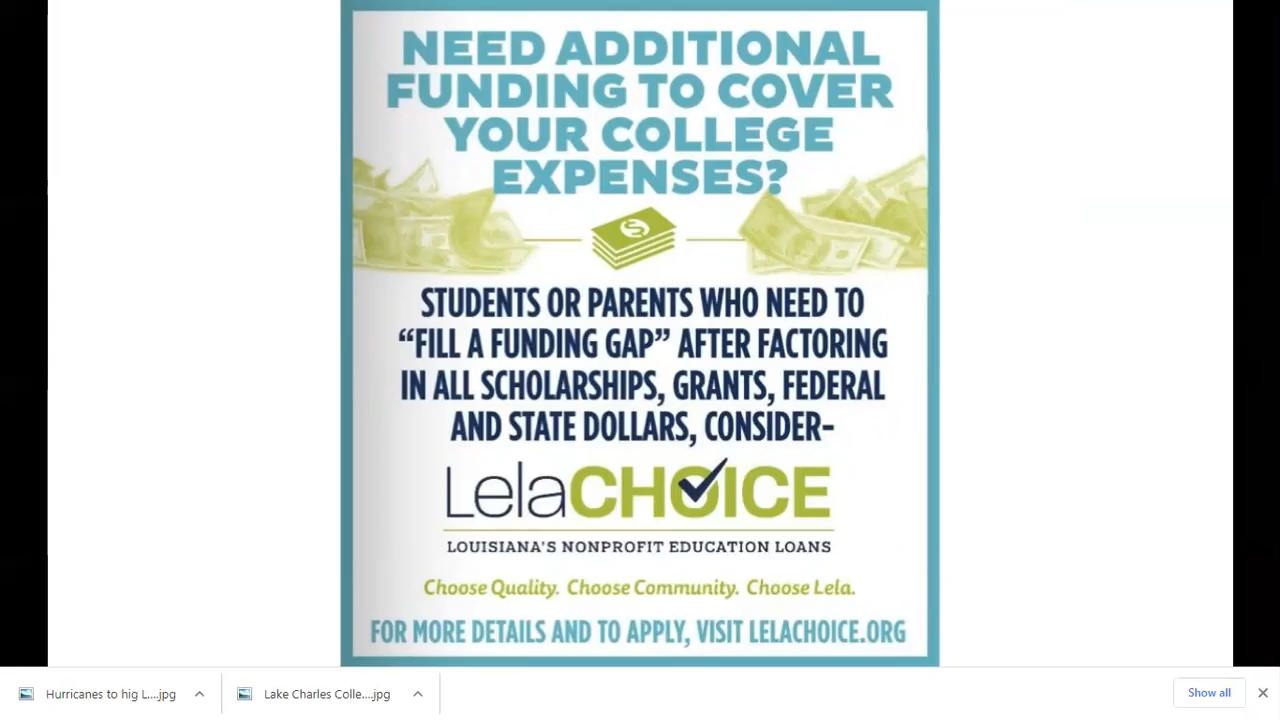 NEED ADDITIONAL
FUNDING TO COVER
YOUR COLLEGE
EXPENSES?
STUDENTS OR PARENTS WHO NEED TO
“FILL A FUNDING GAP” AFTER FACTORING
IN ALL SCHOLARSHIPS, GRANTS, FEDERAL
AND STATE DOLLARS, CONSIDER-
LelaCHOICE
LOUISIANA'S NONPROFIT EDUCATION LOANS
Choose Quality. Choose Community. Choose Lela.
FOR MORE DETAILS AND TO APPLY, VISIT LELACHOICE.ORG
Hurricanes to hig L....jpg
Lake Charles Colle....jpg
Show all